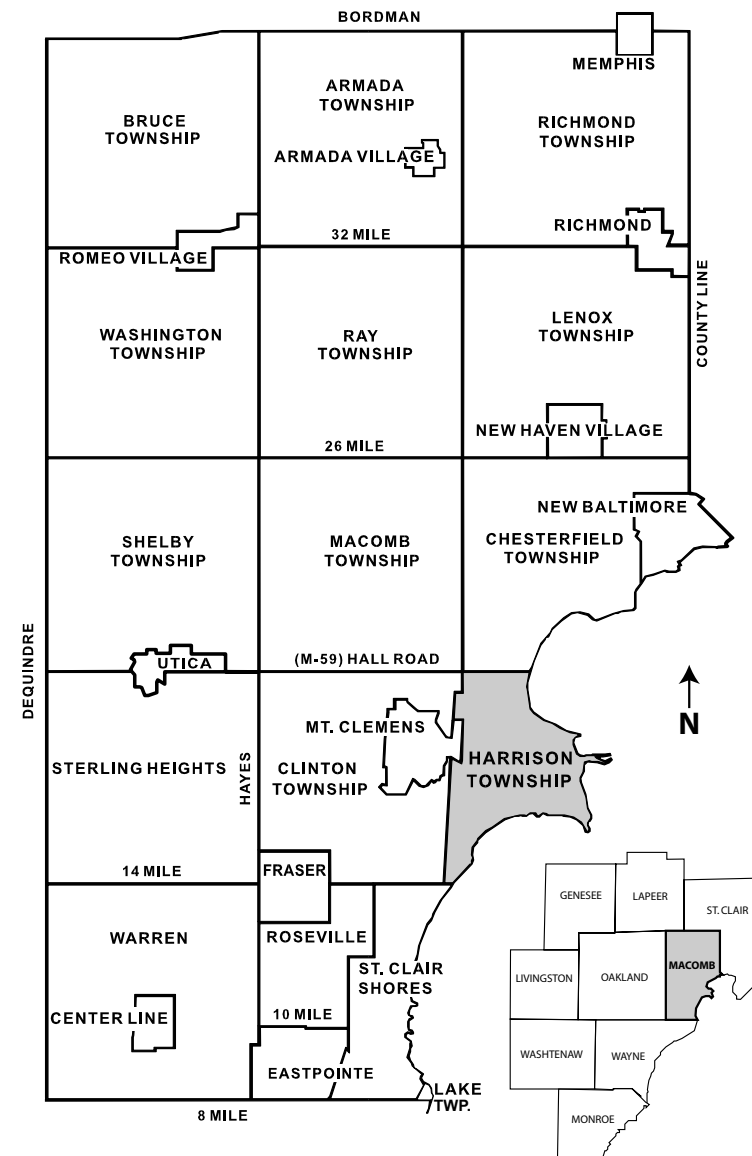 BORDMAN
MEMPHIS
ARMADA
TOWNSHIP
BRUCE
TOWNSHIP
RICHMOND
TOWNSHIP
ARMADA VILLAGE
RICHMOND
32 MILE
ROMEO VILLAGE
COUNTY LINE
LENOX
TOWNSHIP
WASHINGTON
TOWNSHIP
RAY
TOWNSHIP
NEW HAVEN VILLAGE
26 MILE
NEW BALTIMORE
SHELBY
TOWNSHIP
MACOMB
TOWNSHIP
CHESTERFIELD
TOWNSHIP
DEQUINDRE
UTICA
(M-59) HALL ROAD
N
MT. CLEMENS
HARRISON
TOWNSHIP
STERLING HEIGHTS
HAYES
CLINTON
TOWNSHIP
14 MILE
FRASER
WARREN
ROSEVILLE
ST. CLAIR
SHORES
CENTER LINE
10 MILE
EASTPOINTE
LAKE
TWP.
8 MILE
GENESEE
LAPEER
ST. CLAIR
MACOMB
LIVINGSTON
OAKLAND
WASHTENAW
WAYNE
MONROE